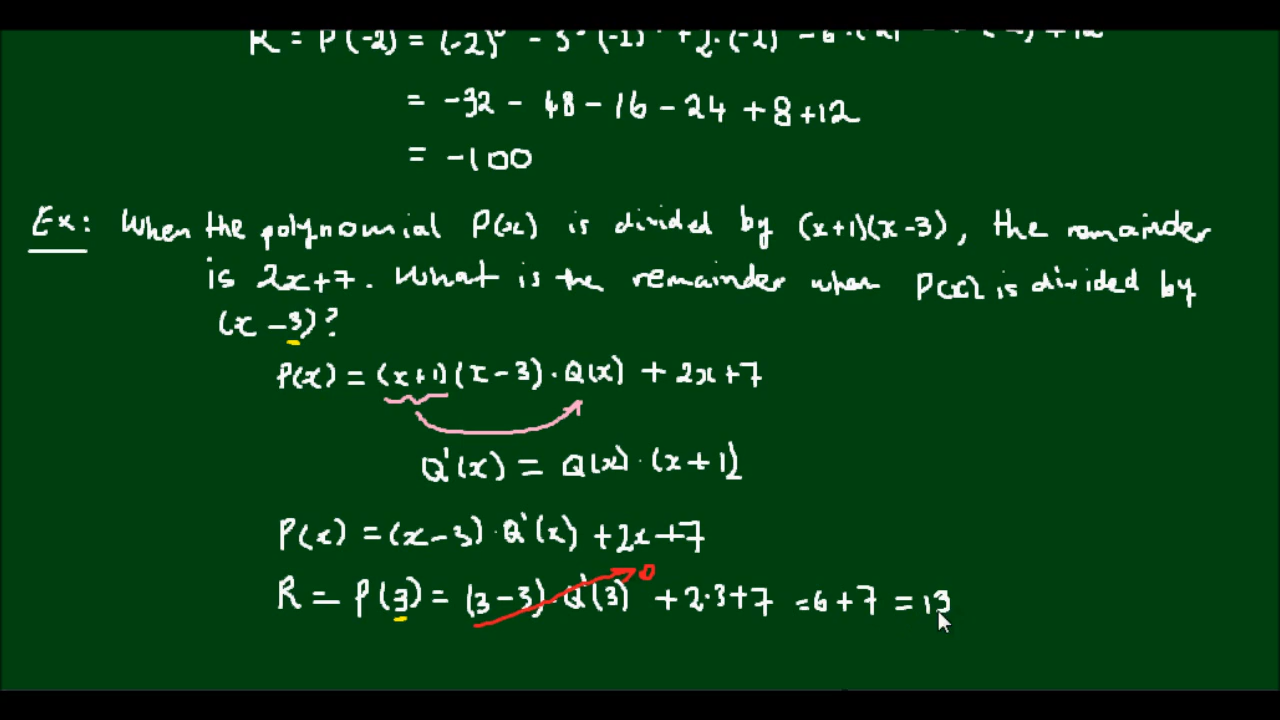 R = P(-2) = (-2)
= -32 - 48 - 16 - 24 + 8 + 12
= -100
Ex: When the polynomial P(x) is divided by (x+1)(x-3), the remainder
is 2x+7. What is the remainder when P(x) is divided by
(x - 3)?
P(x) = (x+1)(x-3) · Q(x) + 2x+7
Q'(x) = Q(x) · (x+1)
P(x) = (x-3) · Q'(x) + 2x+7
R = P(3) = (3-3) · Q'(3) 0 + 2·3+7 = 6+7 = 13